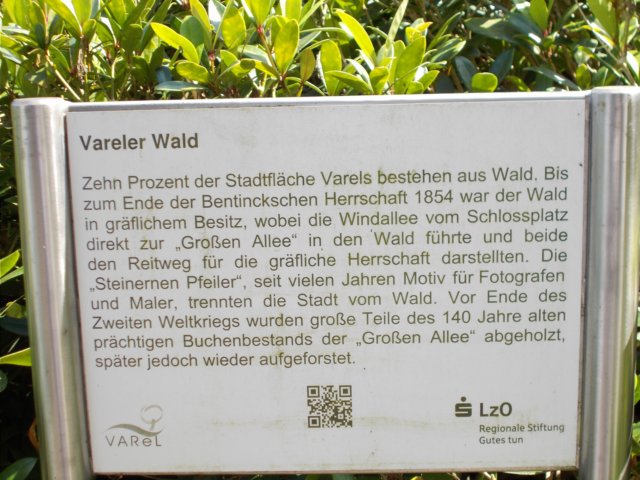 Vareler Wald
Zehn Prozent der Stadtfläche Varels bestehen aus Wald. Bis
zum Ende der Bentinckschen Herrschaft 1854 war der Wald
in gräflichem Besitz, wobei die Windallee vom Schlossplatz
direkt zur „Großen Allee“ in den Wald führte und beide
den Reitweg für die gräfliche Herrschaft darstellten. Die
„Steinernen Pfeiler“, seit vielen Jahren Motiv für Fotografen
und Maler, trennten die Stadt vom Wald. Vor Ende des
Zweiten Weltkriegs wurden große Teile des 140 Jahre alten
prächtigen Buchenbestands der „Großen Allee“ abgeholzt,
später jedoch wieder aufgeforstet.
VAReL
LzO
Regionale Stiftung
Gutes tun